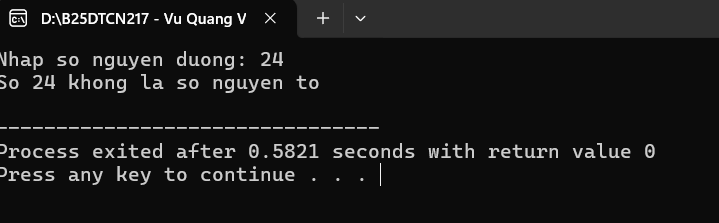 D:\B25DTCN217 - Vu Quang V
Nhap so nguyen duong: 24
So 24 khong la so nguyen to
--------------------------------
Process exited after 0.5821 seconds with return value 0
Press any key to continue . . .